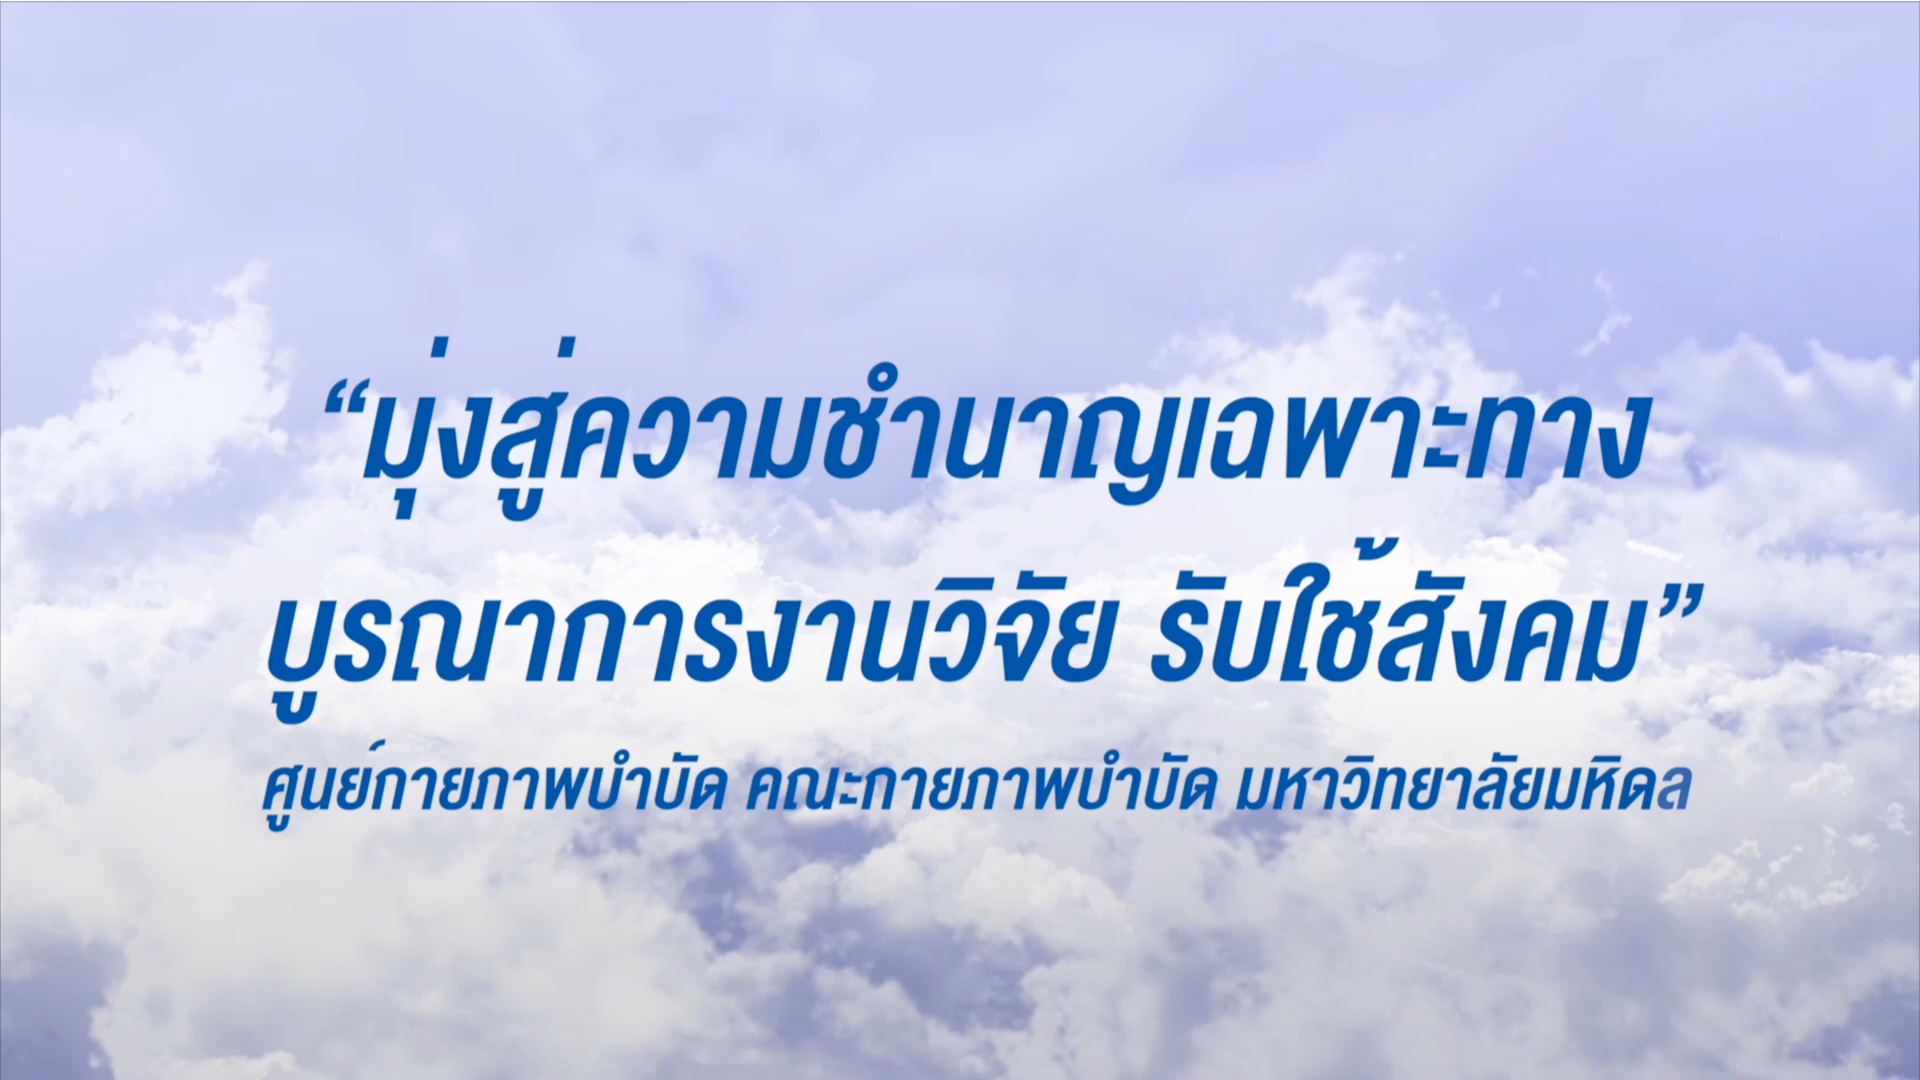 “มุ่งสู่ความชำนาญเฉพาะทาง
บูรณาการงานวิจัย รับใช้สังคม”
ศูนย์กายภาพบำบัด คณะกายภาพบำบัด มหาวิทยาลัยมหิดล